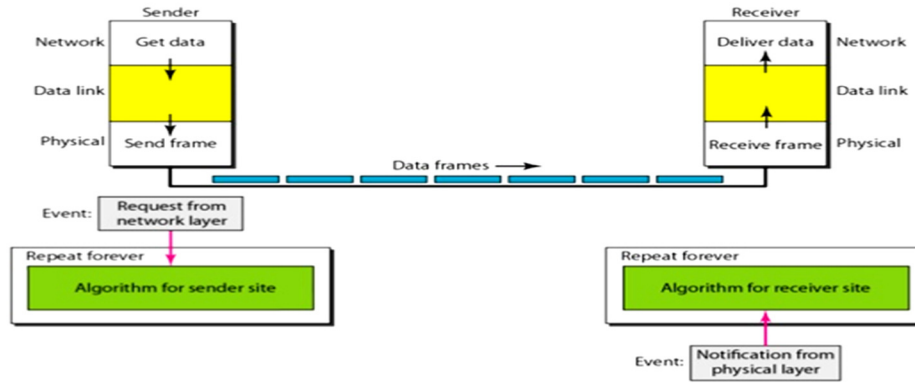 Sender
Receiver
Network
Get data
Deliver data
Network
Data link
Data link
Physical
Send frame
Receive frame
Physical
Data frames
Event:
Request from
network layer
Repeat forever
Algorithm for sender site
Repeat forever
Algorithm for receiver site
Event:
Notification from
physical layer